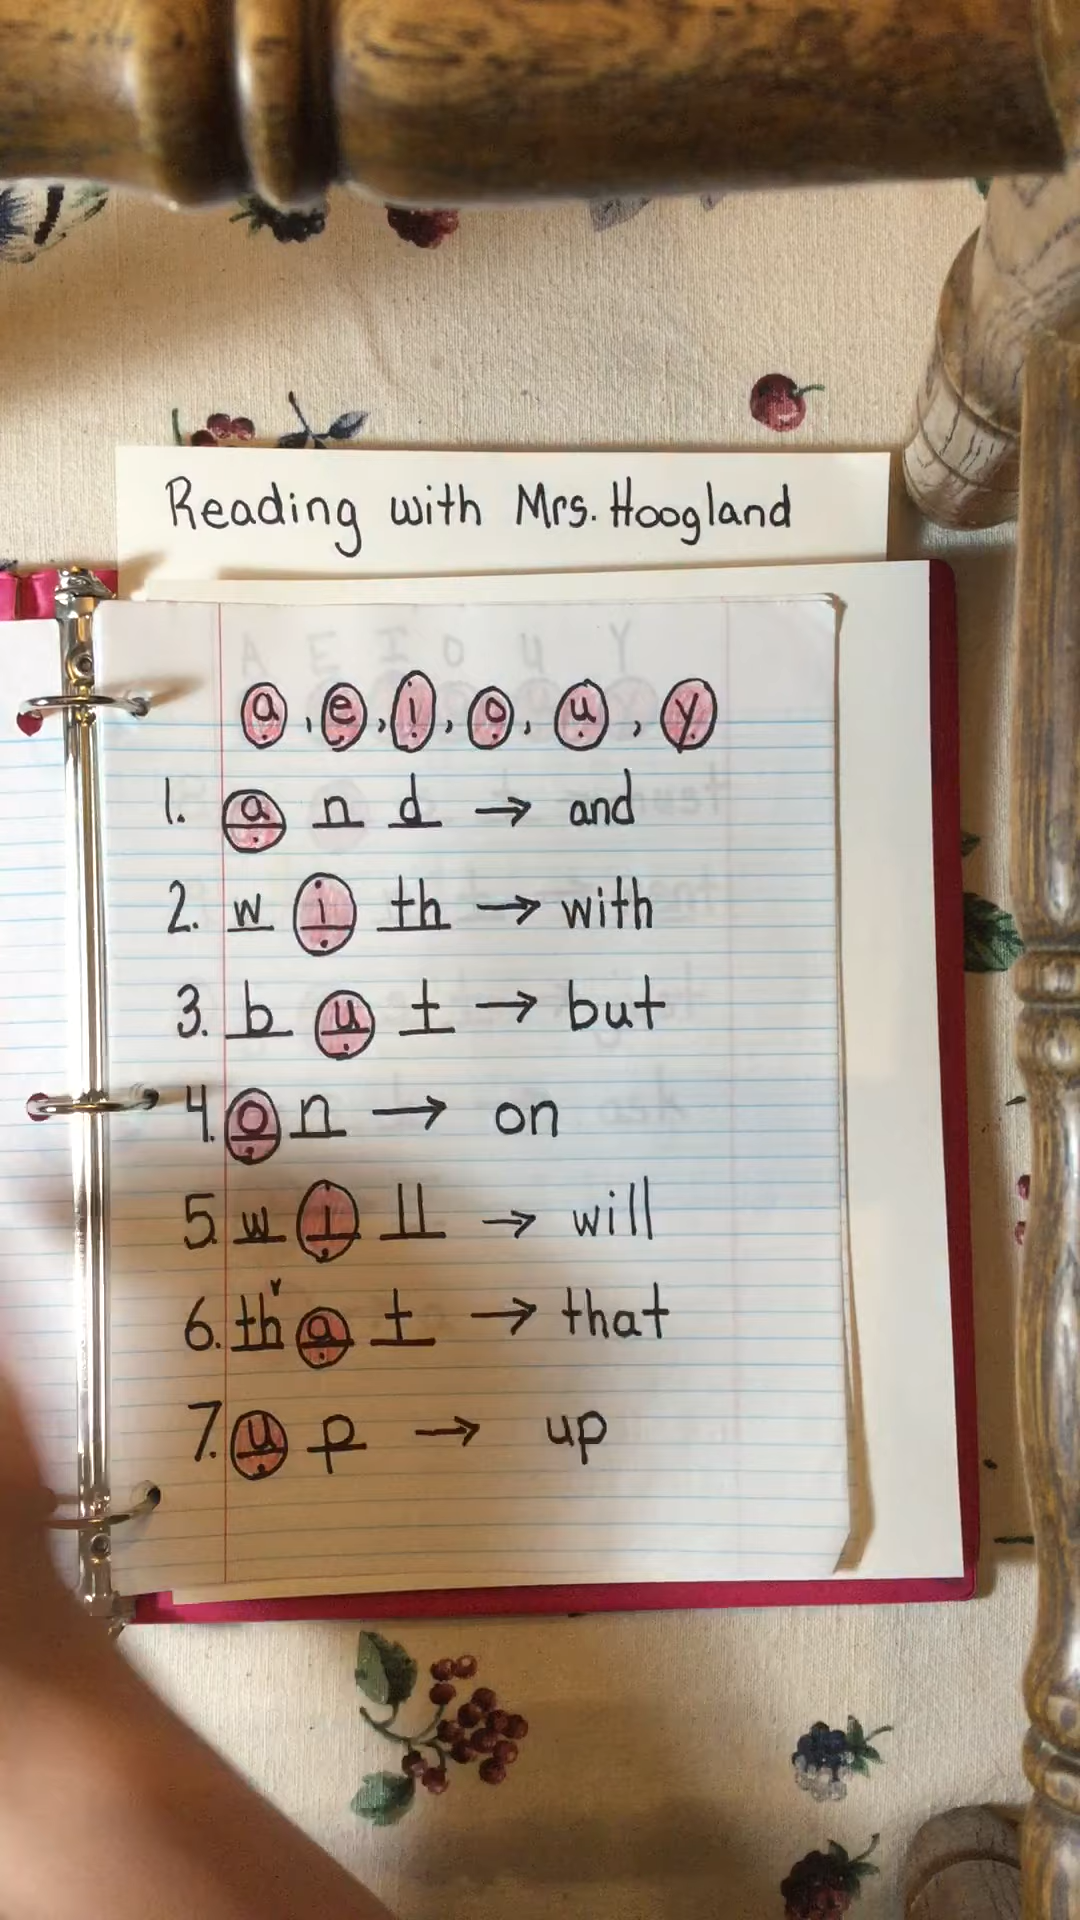 Reading with Mrs. Hoogland
A E I O U Y
a, e, i, o, u, y
1. a n d → and
2. w i th → with
3. b u t → but
4. o n → on
5. w i ll → will
6. th a t → that
7. u p → up